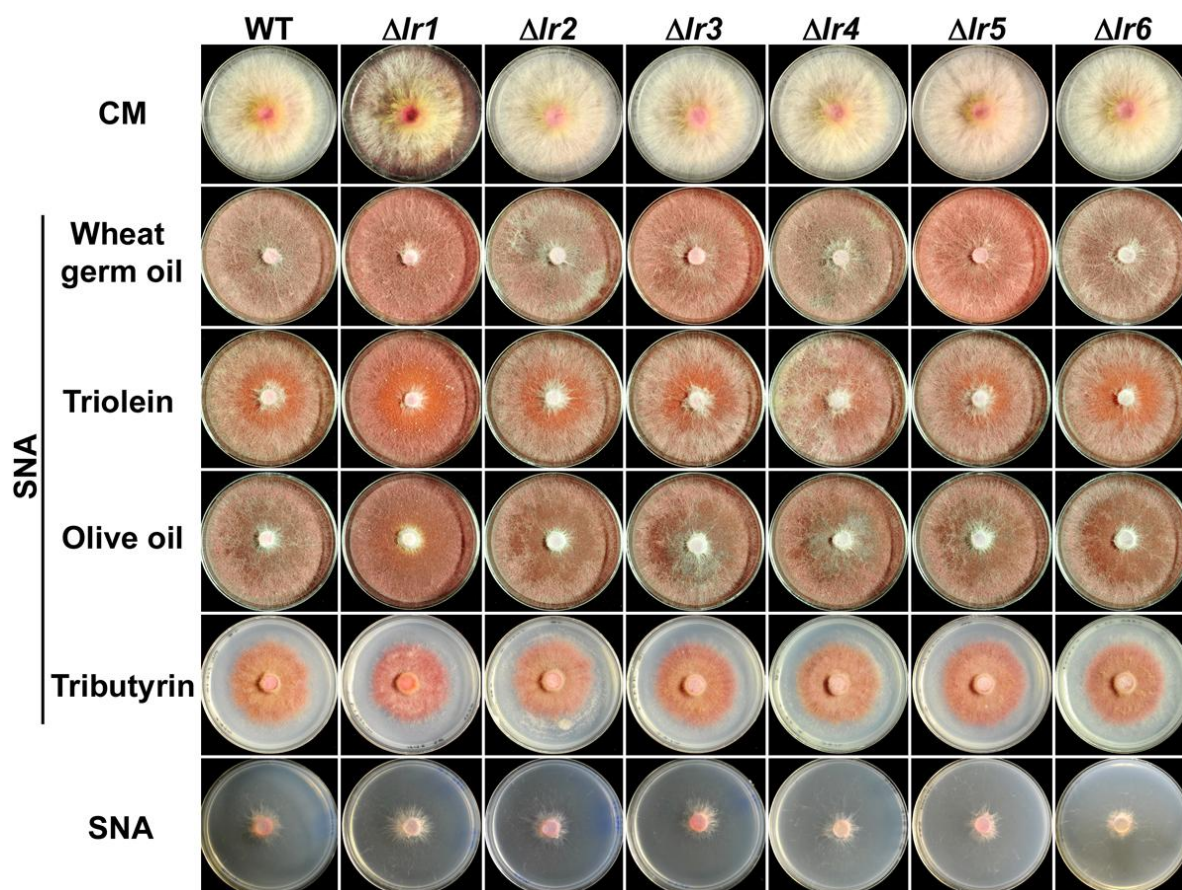 WT Δlr1 Δlr2 Δlr3 Δlr4 Δlr5 Δlr6
CM
SNA
Wheat
germ oil
Triolein
Olive oil
Tributyrin
SNA